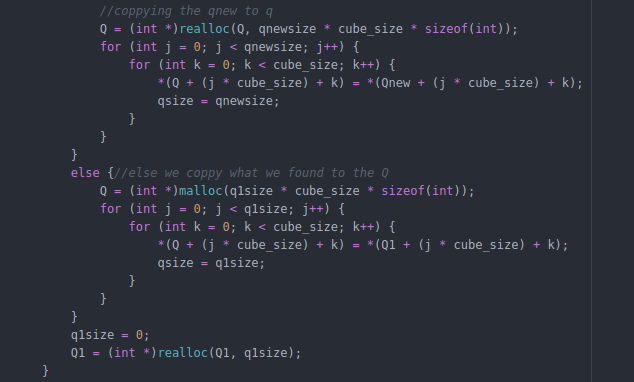 //coppying the qnew to q
Q = (int *)realloc(Q, qnewsize * cube_size * sizeof(int));
for (int j = 0; j < qnewsize; j++) {
for (int k = 0; k < cube_size; k++) {
*(Q + (j * cube_size) + k) = *(Qnew + (j * cube_size) + k);
qsize = qnewsize;
}
}
}
else {//else we coppy what we found to the Q
Q = (int *)malloc(q1size * cube_size * sizeof(int));
for (int j = 0; j < q1size; j++) {
for (int k = 0; k < cube_size; k++) {
*(Q + (j * cube_size) + k) = *(Q1 + (j * cube_size) + k);
qsize = q1size;
}
}
}
q1size = 0;
Q1 = (int *)realloc(Q1, q1size);
}